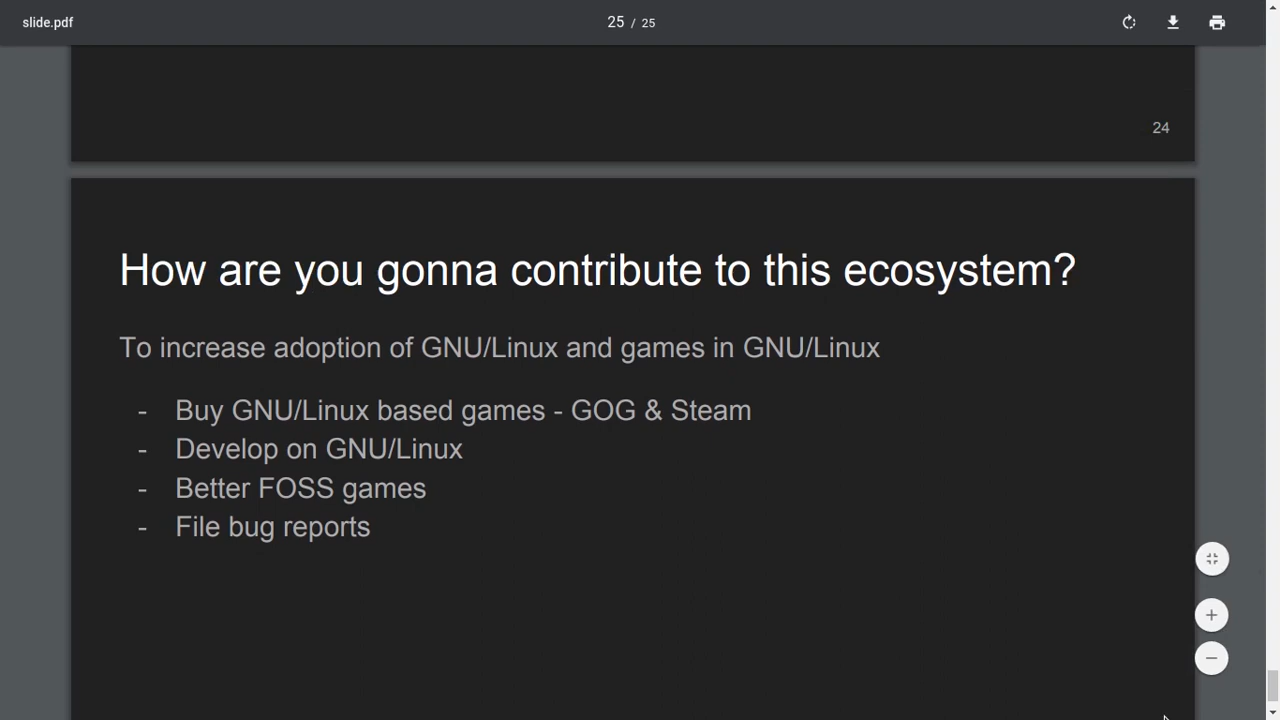 slide.pdf
25 / 25
24
How are you gonna contribute to this ecosystem?
To increase adoption of GNU/Linux and games in GNU/Linux
- Buy GNU/Linux based games - GOG & Steam
- Develop on GNU/Linux
- Better FOSS games
- File bug reports